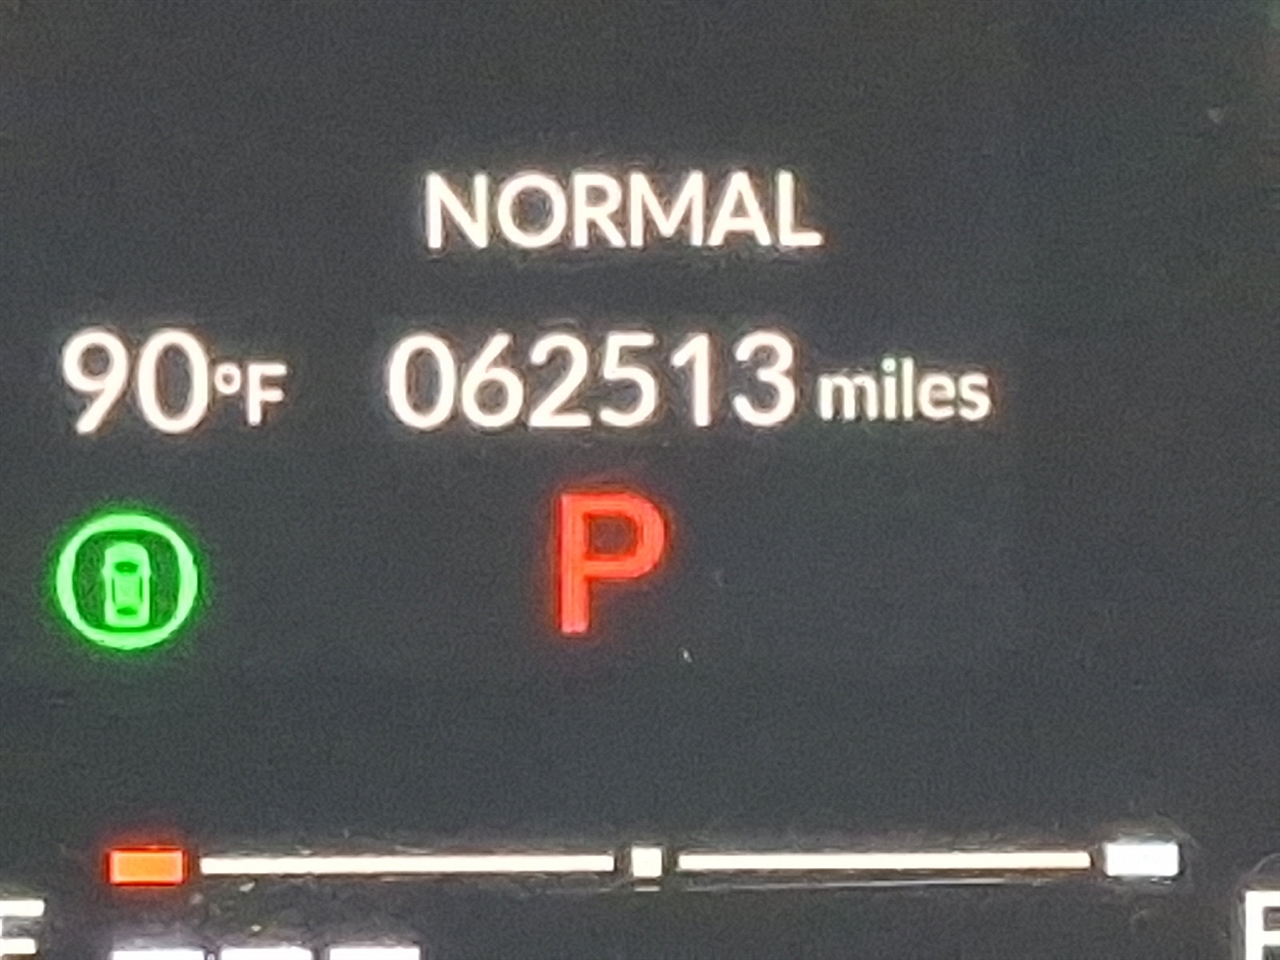 NORMAL
90°F 062513 miles
P
E F